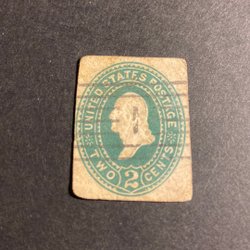 UNITED STATES POSTAGE
TWO 2 CENTS